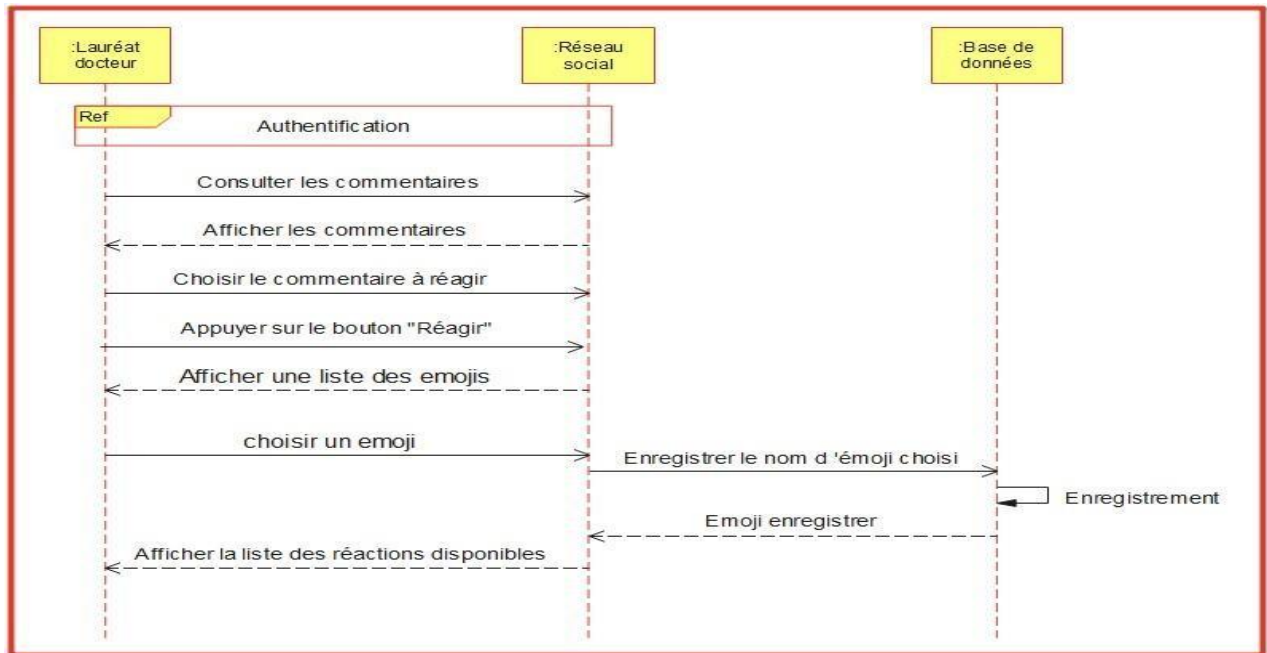 :Lauréat
docteur
:Réseau
social
:Base de
données
Ref
Authentification
Consulter les commentaires
Afficher les commentaires
Choisir le commentaire à réagir
Appuyer sur le bouton "Réagir"
Afficher une liste des emojis
choisir un emoji
Enregistrer le nom d 'émoji choisi
Enregistrement
Emoji enregistrer
Afficher la liste des réactions disponibles